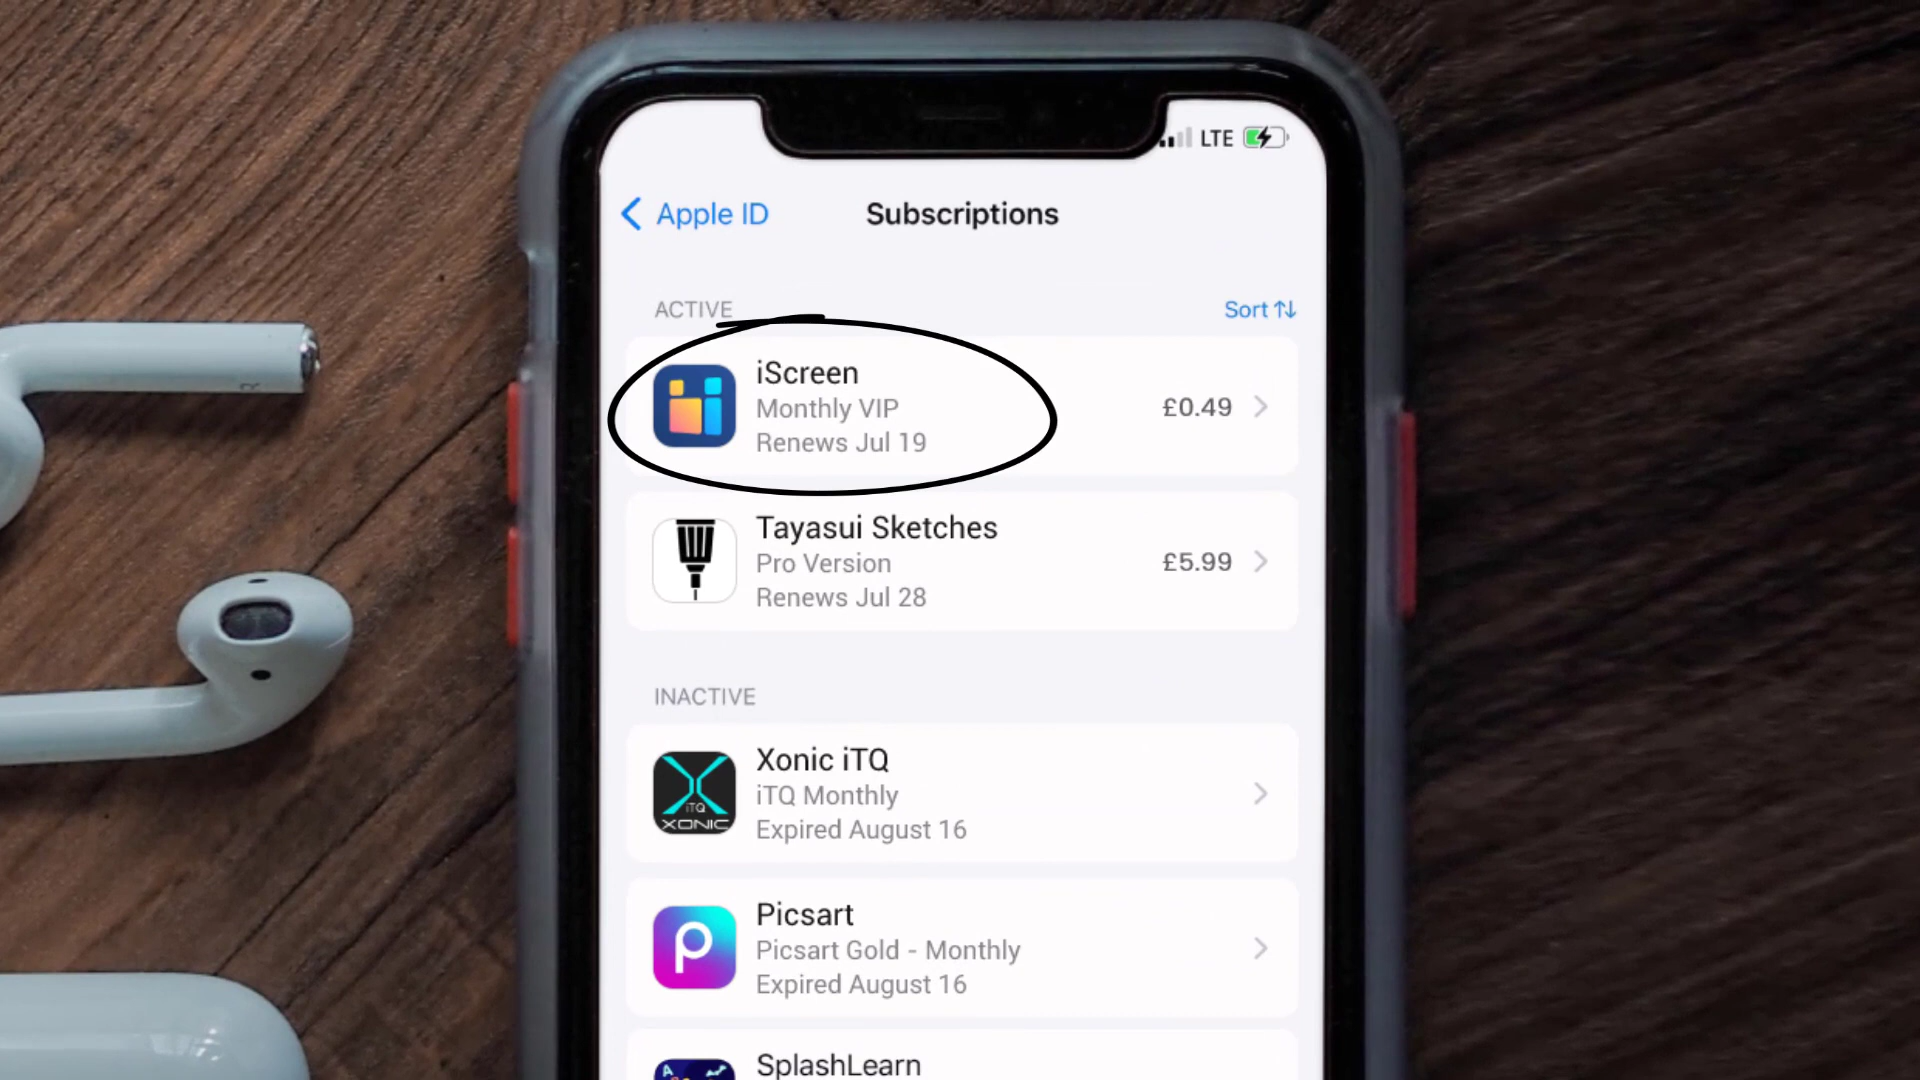 LTE
Apple ID
Subscriptions
ACTIVE
Sort
iScreen
Monthly VIP
Renews Jul 19
£0.49
Tayasui Sketches
Pro Version
Renews Jul 28
£5.99
INACTIVE
Xonic iTQ
iTQ Monthly
Expired August 16
iTQ
XONIC
Picsart
Picsart Gold - Monthly
Expired August 16
P
SplashLearn
A
R